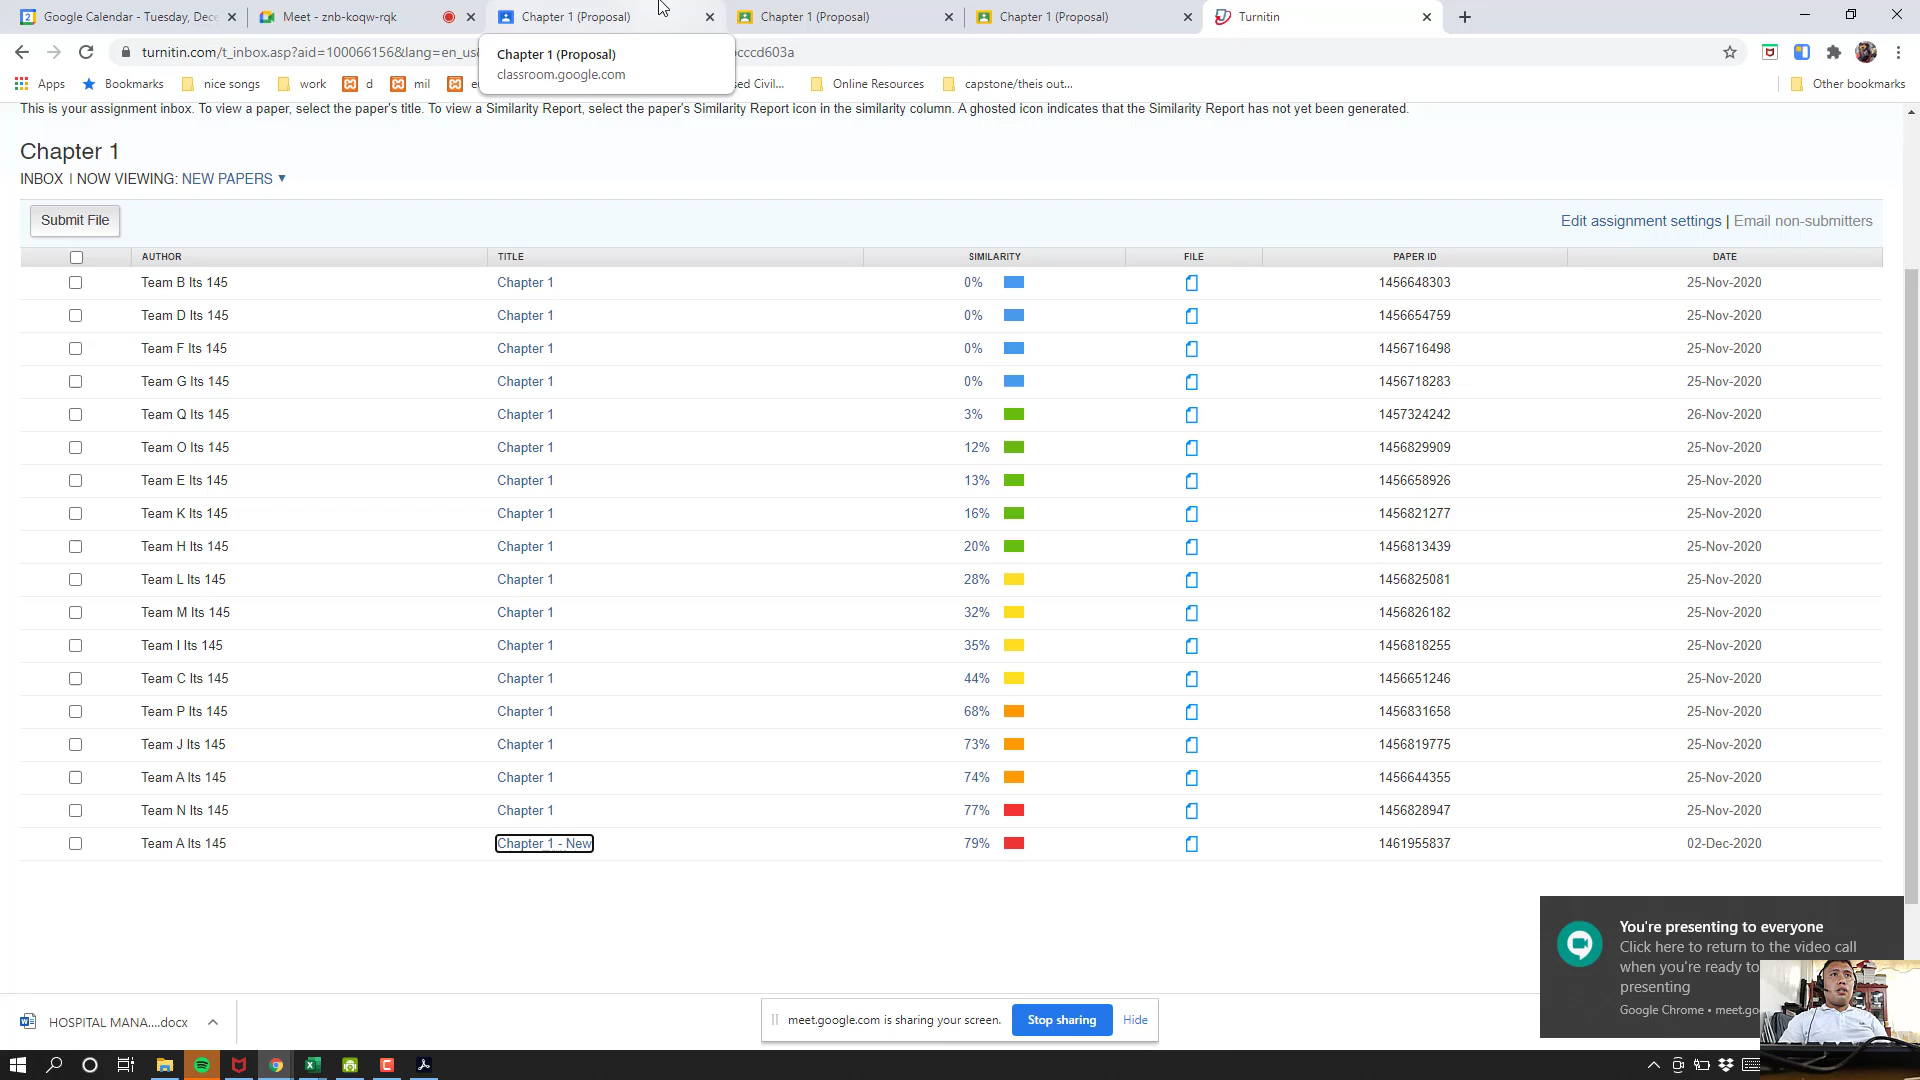 Google Calendar - Tuesday, Dece
Meet - znb-koqw-rqk
Chapter 1 (Proposal)
Chapter 1 (Proposal)
Chapter 1 (Proposal)
Turnitin
turnitin.com/t_inbox.asp?aid=100066156&lang=en_us&
cccd603a
Chapter 1 (Proposal)
classroom.google.com
Apps
Bookmarks
nice songs
work
d
mil
sed Civil...
Online Resources
capstone/theis out...
Other bookmarks
This is your assignment inbox. To view a paper, select the paper's title. To view a Similarity Report, select the paper's Similarity Report icon in the similarity column. A ghosted icon indicates that the Similarity Report has not yet been generated.
Chapter 1
INBOX | NOW VIEWING: NEW PAPERS ▼
Submit File
Edit assignment settings | Email non-submitters
AUTHOR TITLE SIMILARITY FILE PAPER ID DATE
Team B Its 145 Chapter 1 0% 1456648303 25-Nov-2020
Team D Its 145 Chapter 1 0% 1456654759 25-Nov-2020
Team F Its 145 Chapter 1 0% 1456716498 25-Nov-2020
Team G Its 145 Chapter 1 0% 1456718283 25-Nov-2020
Team Q Its 145 Chapter 1 3% 1457324242 26-Nov-2020
Team O Its 145 Chapter 1 12% 1456829909 25-Nov-2020
Team E Its 145 Chapter 1 13% 1456658926 25-Nov-2020
Team K Its 145 Chapter 1 16% 1456821277 25-Nov-2020
Team H Its 145 Chapter 1 20% 1456813439 25-Nov-2020
Team L Its 145 Chapter 1 28% 1456825081 25-Nov-2020
Team M Its 145 Chapter 1 32% 1456826182 25-Nov-2020
Team I Its 145 Chapter 1 35% 1456818255 25-Nov-2020
Team C Its 145 Chapter 1 44% 1456651246 25-Nov-2020
Team P Its 145 Chapter 1 68% 1456831658 25-Nov-2020
Team J Its 145 Chapter 1 73% 1456819775 25-Nov-2020
Team A Its 145 Chapter 1 74% 1456644355 25-Nov-2020
Team N Its 145 Chapter 1 77% 1456828947 25-Nov-2020
Team A Its 145 Chapter 1 - New 79% 1461955837 02-Dec-2020
You're presenting to everyone
Click here to return to the video call
when you're ready to
presenting
Google Chrome • meet.go
HOSPITAL MANA....docx
meet.google.com is sharing your screen.
Stop sharing
Hide